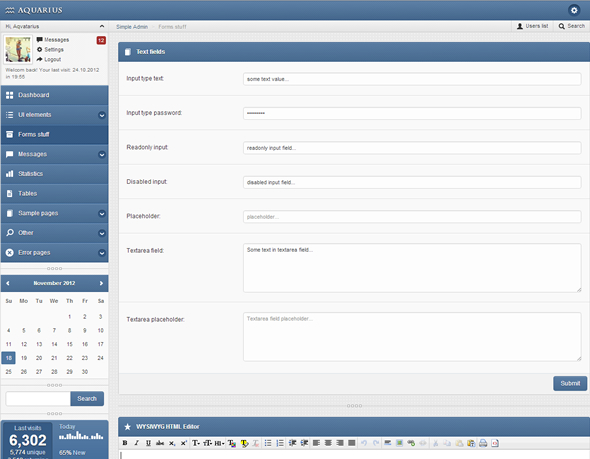 AQUARIUS
Hi, Aqvatarius
Simple Admin
Forms stuff
Users list
Search
Messages
12
Settings
Logout
Welcom back! Your last visit: 24.10.2012
in 19:55
Dashboard
UI elements
Forms stuff
Messages
Statistics
Tables
Sample pages
Other
Error pages
November 2012
Su Mo Tu We Th Fr Sa
1 2 3
4 5 6 7 8 9 10
11 12 13 14 15 16 17
18 19 20 21 22 23 24
25 26 27 28 29 30
Search
Last visits
6,302
5,774 unique
Today
65% New
Text fields
Input type text:
some text value...
Input type password:
Readonly input:
readonly input field...
Disabled input:
disabled input field...
Placeholder:
placeholder...
Textarea field:
Some text in textarea field...
Textarea placeholder:
Textarea field placeholder...
Submit
WYSIWYG HTML Editor